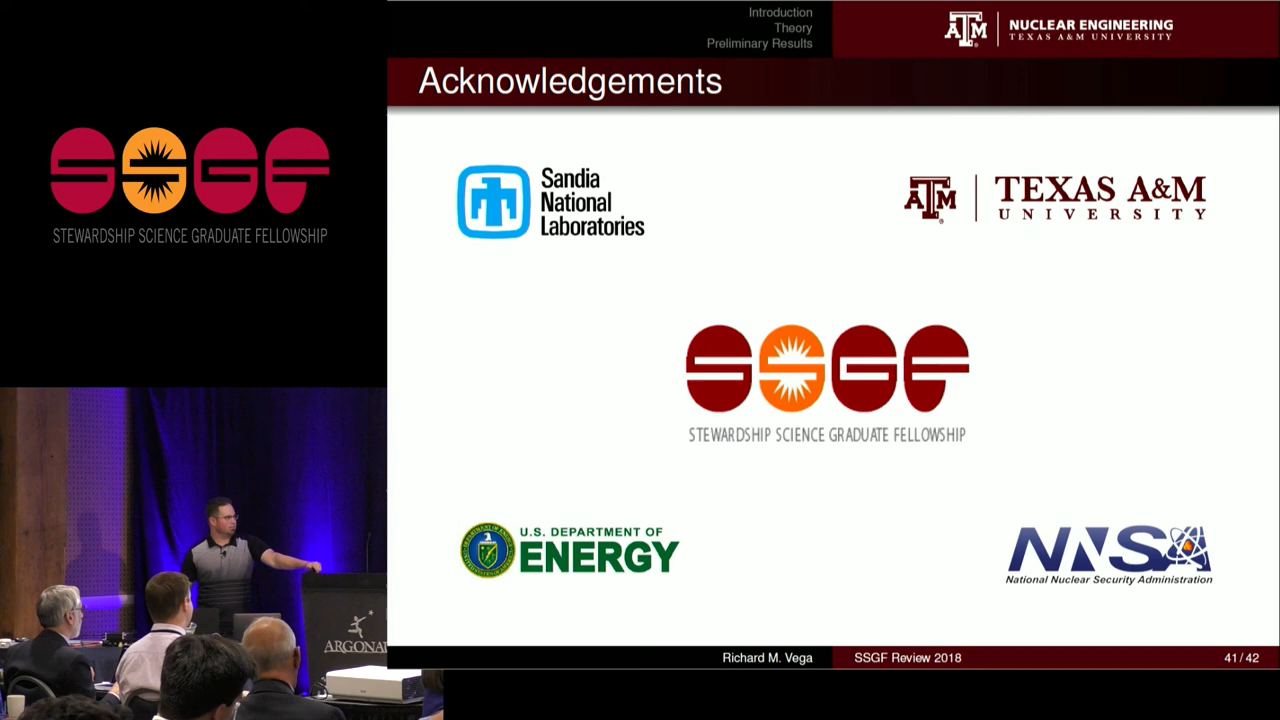 SSGF
STEWARDSHIP SCIENCE GRADUATE FELLOWSHIP
Introduction
Theory
Preliminary Results
ATM
NUCLEAR ENGINEERING
TEXAS A&M UNIVERSITY
Acknowledgements
Sandia
National
Laboratories
ATM
TEXAS A&M
UNIVERSITY
SSGF
STEWARDSHIP SCIENCE GRADUATE FELLOWSHIP
U.S. DEPARTMENT OF
ENERGY
NNSA
National Nuclear Security Administration
Richard M. Vega
SSGF Review 2018
41 / 42